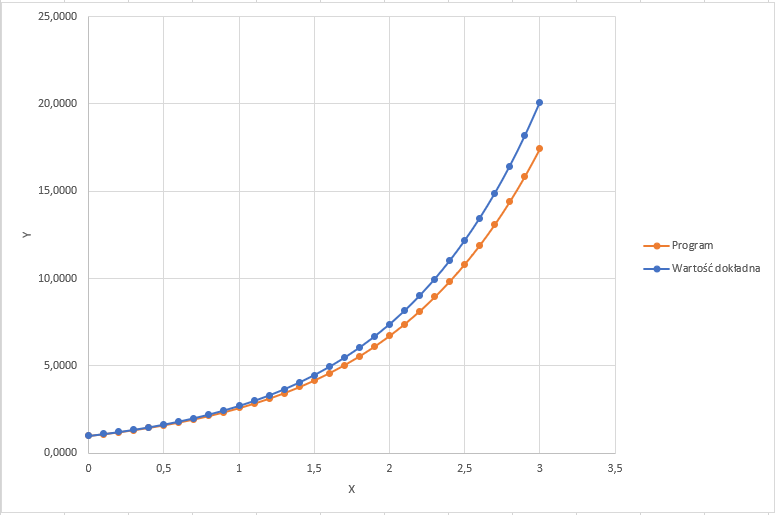 25,0000
20,0000
15,0000
10,0000
5,0000
0,0000
Y
0 0,5 1 1,5 2 2,5 3 3,5
X
Program
Wartość dokładna